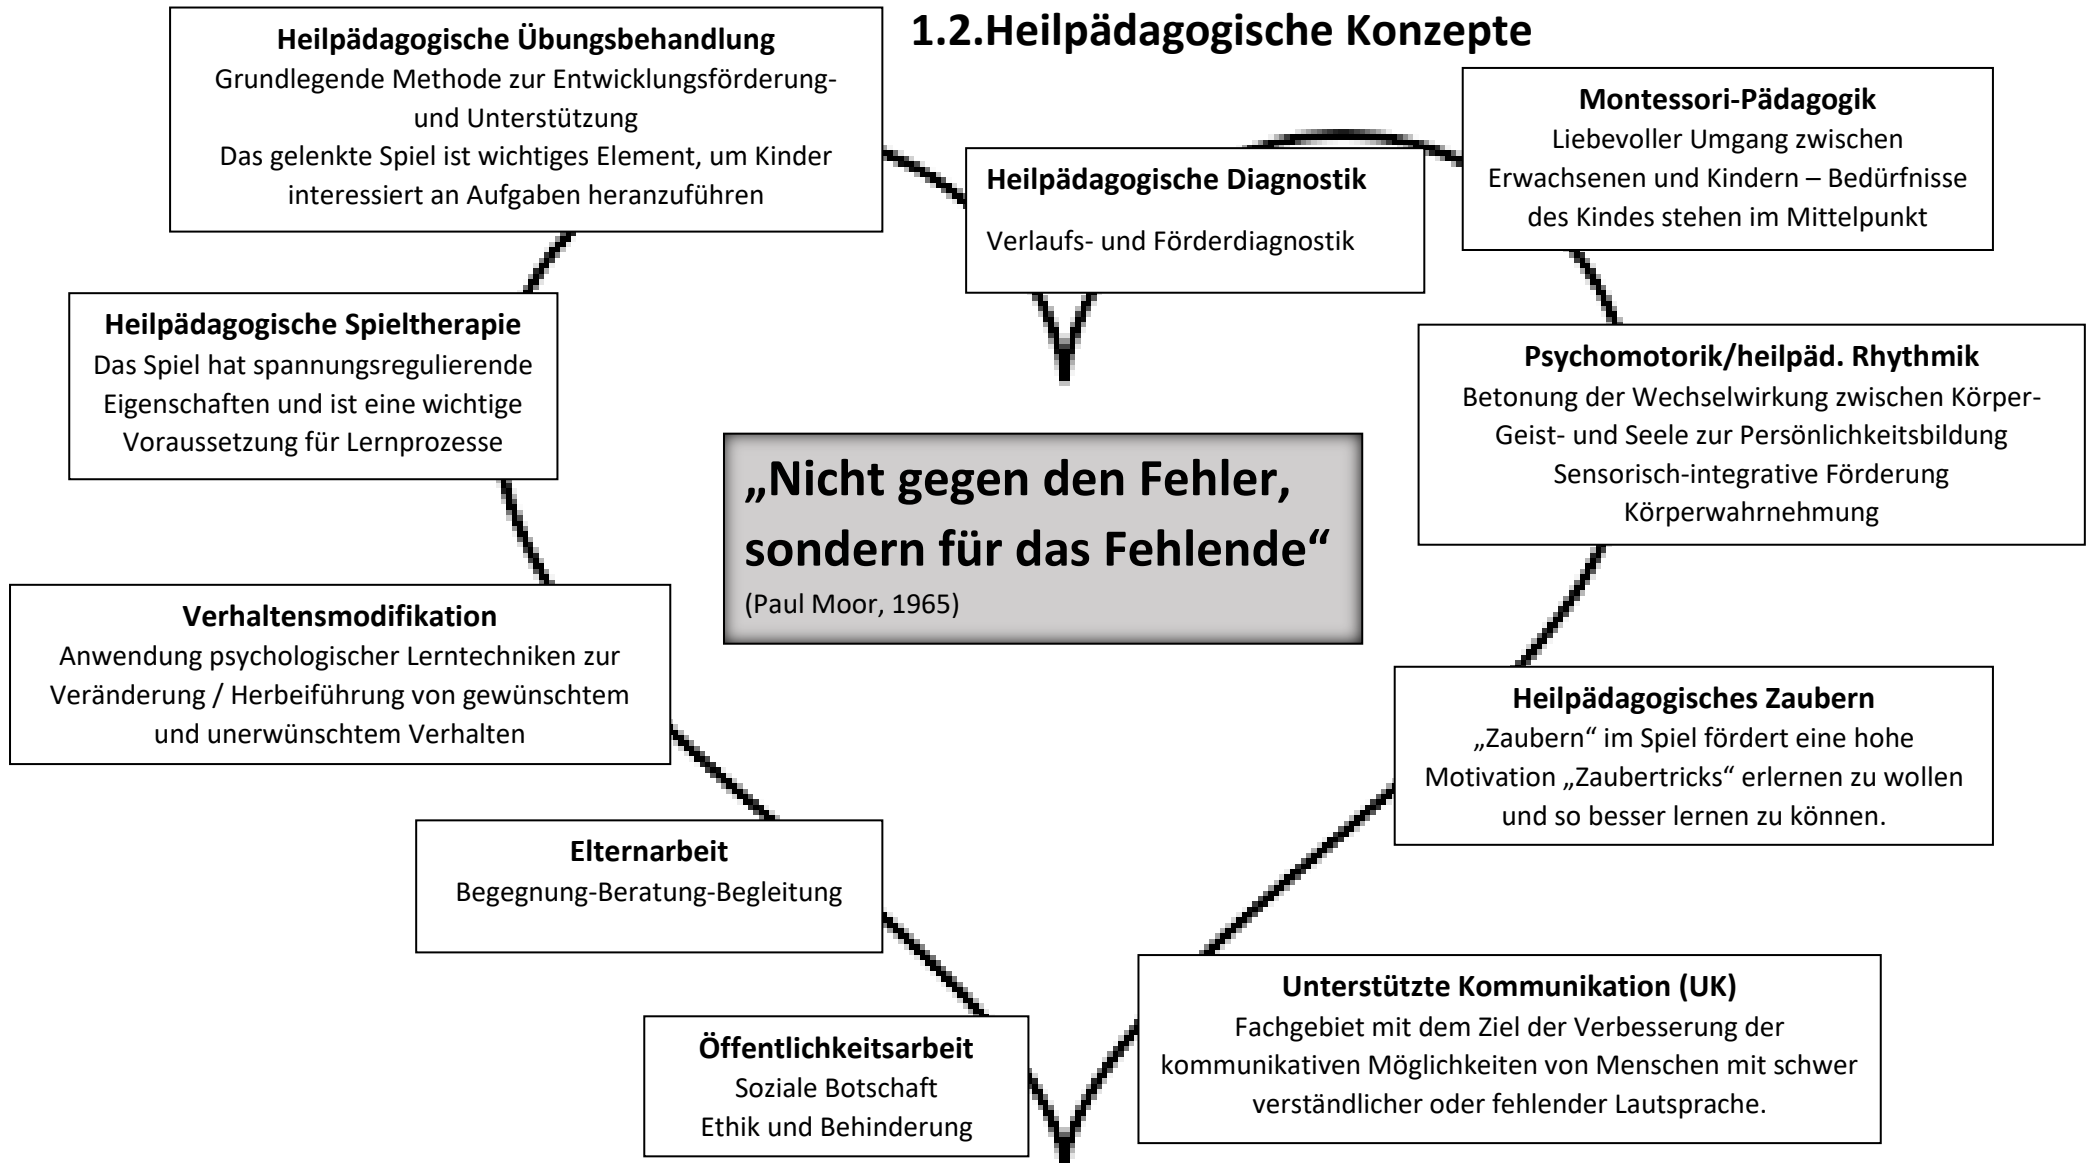 1.2.Heilpädagogische Konzepte
Heilpädagogische Übungsbehandlung
Grundlegende Methode zur Entwicklungsförderung-
und Unterstützung
Das gelenkte Spiel ist wichtiges Element, um Kinder
interessiert an Aufgaben heranzuführen
Heilpädagogische Diagnostik
Verlaufs- und Förderdiagnostik
Montessori-Pädagogik
Liebevoller Umgang zwischen
Erwachsenen und Kindern – Bedürfnisse
des Kindes stehen im Mittelpunkt
Heilpädagogische Spieltherapie
Das Spiel hat spannungsregulierende
Eigenschaften und ist eine wichtige
Voraussetzung für Lernprozesse
Psychomotorik/heilpäd. Rhythmik
Betonung der Wechselwirkung zwischen Körper-
Geist- und Seele zur Persönlichkeitsbildung
Sensorisch-integrative Förderung
Körperwahrnehmung
„Nicht gegen den Fehler,
sondern für das Fehlende“
(Paul Moor, 1965)
Verhaltensmodifikation
Anwendung psychologischer Lerntechniken zur
Veränderung / Herbeiführung von gewünschtem
und unerwünschtem Verhalten
Heilpädagogisches Zaubern
„Zaubern“ im Spiel fördert eine hohe
Motivation „Zaubertricks“ erlernen zu wollen
und so besser lernen zu können.
Elternarbeit
Begegnung-Beratung-Begleitung
Unterstützte Kommunikation (UK)
Fachgebiet mit dem Ziel der Verbesserung der
kommunikativen Möglichkeiten von Menschen mit schwer
verständlicher oder fehlender Lautsprache.
Öffentlichkeitsarbeit
Soziale Botschaft
Ethik und Behinderung